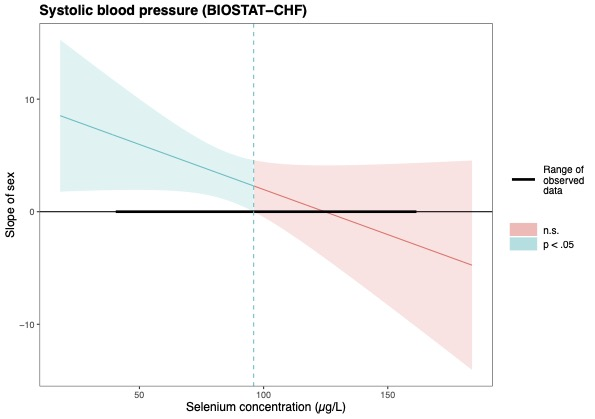 Systolic blood pressure (BIOSTAT−CHF)
10
0
−10
Slope of sex
50
100
150
Selenium concentration (µg/L)
Range of
observed
data
n.s.
p < .05